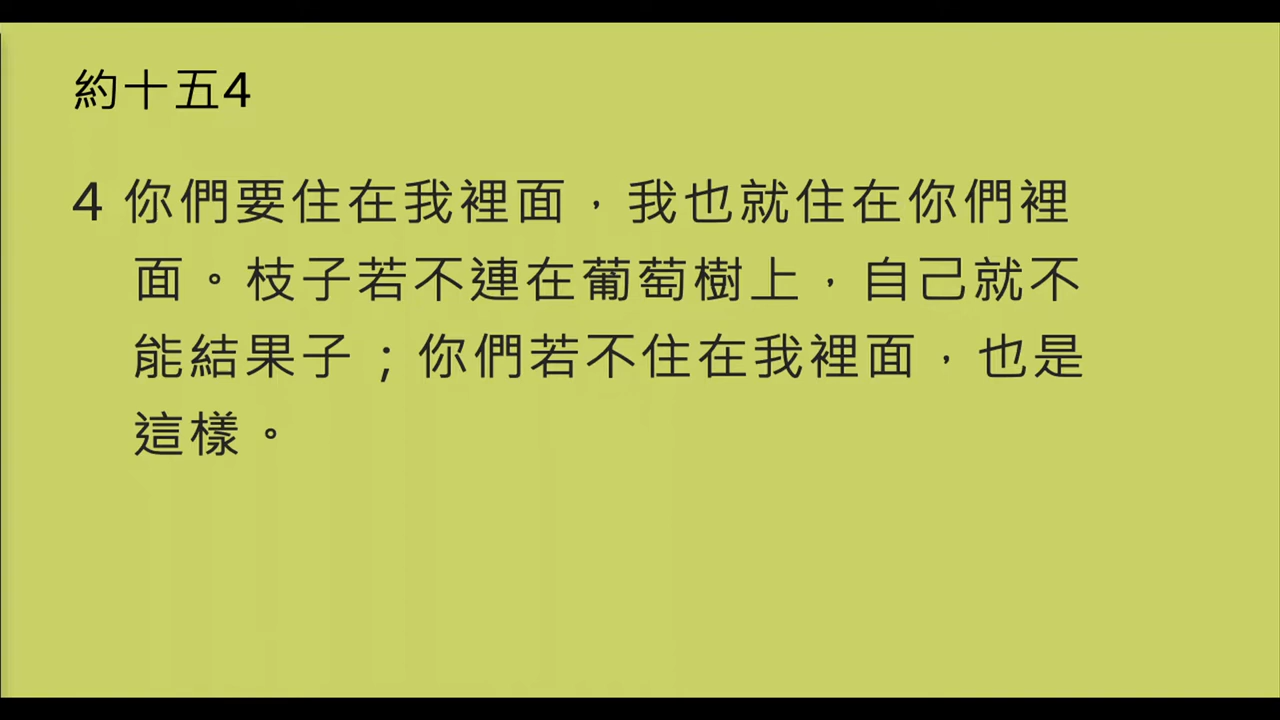 約十五4
4 你們要住在我裡面，我也就住在你們裡
面。枝子若不連在葡萄樹上，自己就不
能結果子；你們若不住在我裡面，也是
這樣。